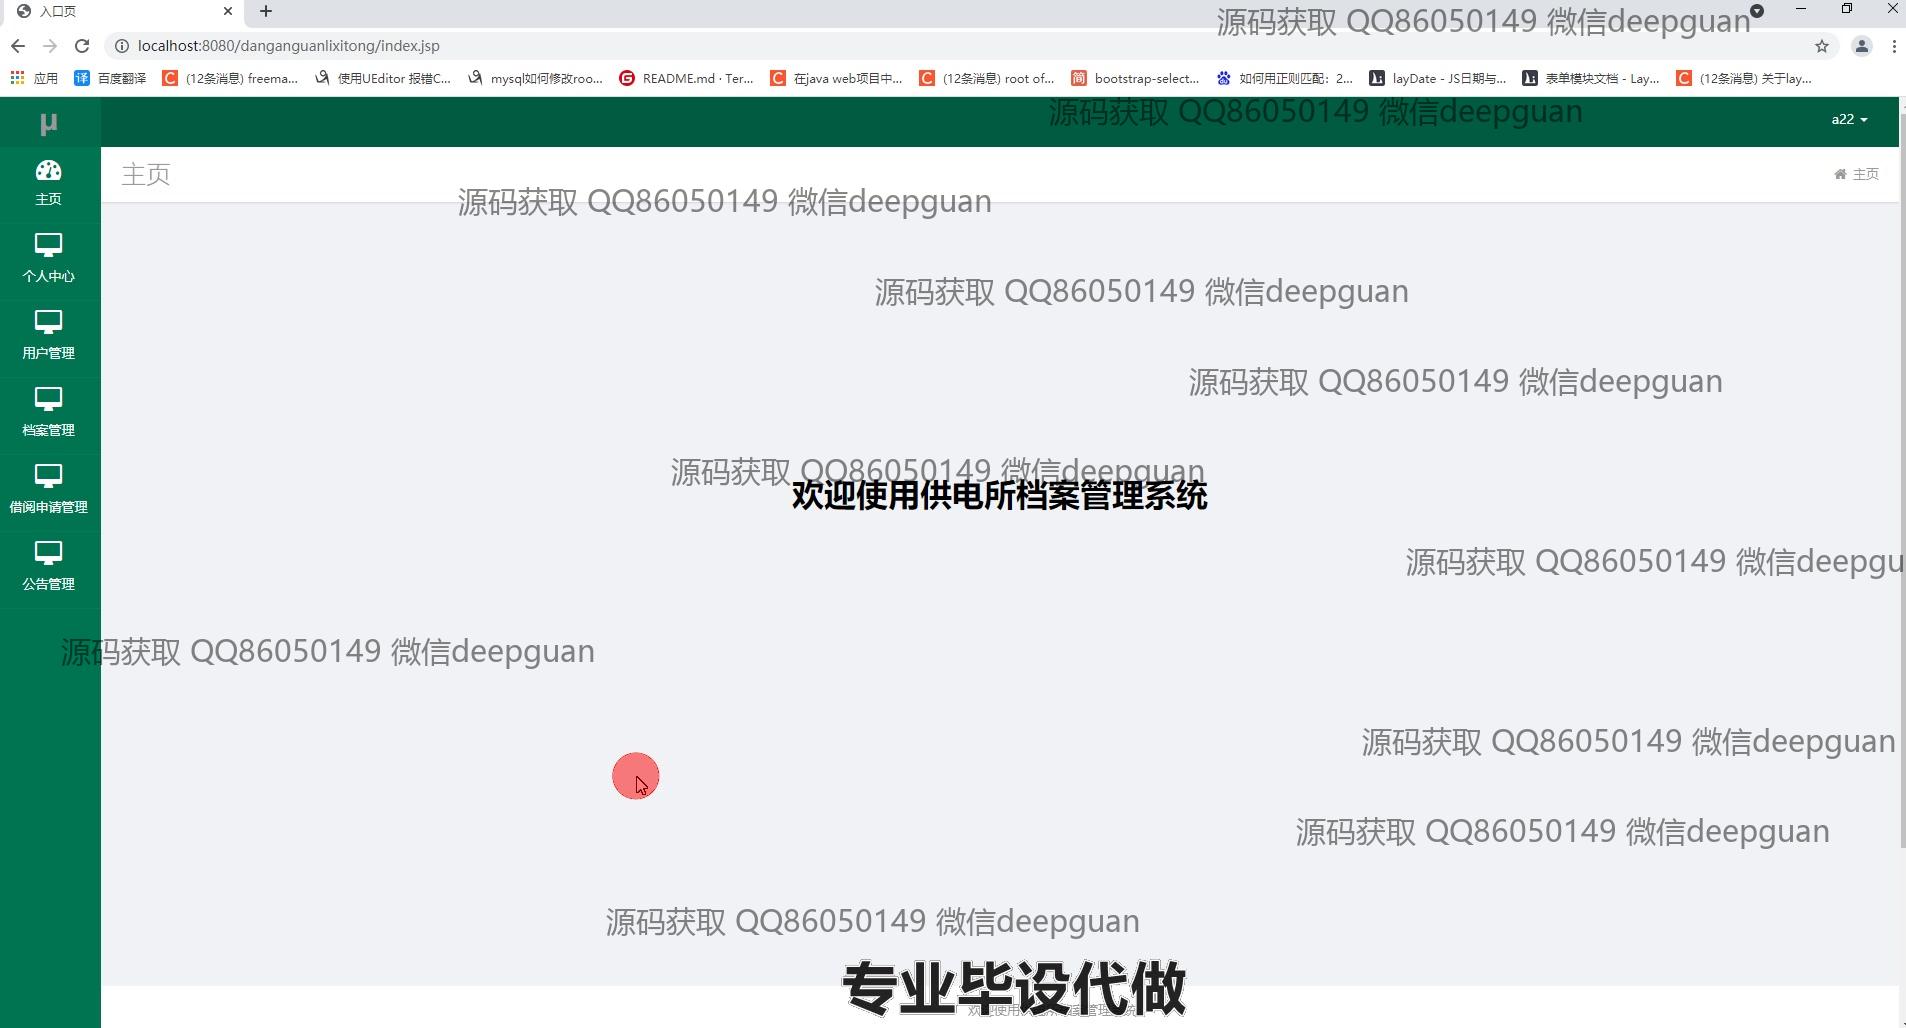 入口页
源码获取 QQ86050149 微信deepguan
localhost:8080/danganguanlixitong/index.jsp
应用 百度翻译 (12条消息) freema... 使用UEditor 报错C... mysql如何修改roo... README.md · Ter... 在java web项目中... (12条消息) root of... bootstrap-select... 如何用正则匹配：2... layDate - JS日期与... 表单模块文档 - Lay... (12条消息) 关于lay...
μ
源码获取 QQ86050149 微信deepguan
a22
主页
主页
主页
源码获取 QQ86050149 微信deepguan
个人中心
源码获取 QQ86050149 微信deepguan
用户管理
源码获取 QQ86050149 微信deepguan
档案管理
源码获取 QQ86050149 微信deepguan
欢迎使用供电所档案管理系统
借阅申请管理
源码获取 QQ86050149 微信deepgu
公告管理
源码获取 QQ86050149 微信deepguan
源码获取 QQ86050149 微信deepguan
源码获取 QQ86050149 微信deepguan
源码获取 QQ86050149 微信deepguan
专业毕设代做